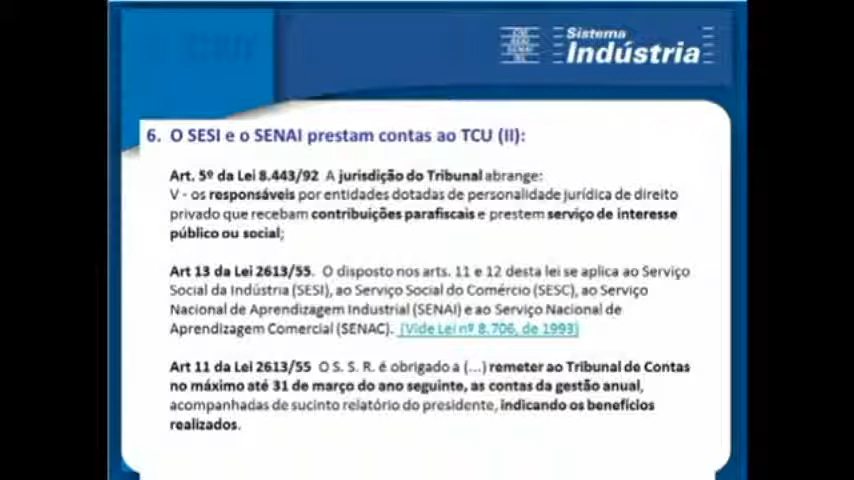 Sistema
Indústria
6. O SESI e o SENAI prestam contas ao TCU (II):
Art. 5º da Lei 8.443/92 A jurisdição do Tribunal abrange:
V - os responsáveis por entidades dotadas de personalidade jurídica de direito
privado que recebam contribuições parafiscais e prestem serviço de interesse
público ou social;
Art 13 da Lei 2613/55. O disposto nos arts. 11 e 12 desta lei se aplica ao Serviço
Social da Indústria (SESI), ao Serviço Social do Comércio (SESC), ao Serviço
Nacional de Aprendizagem Industrial (SENAI) e ao Serviço Nacional de
Aprendizagem Comercial (SENAC). (Vide Lei nº 8.706, de 1993)
Art 11 da Lei 2613/55 O S. S. R. é obrigado a (...) remeter ao Tribunal de Contas
no máximo até 31 de março do ano seguinte, as contas da gestão anual,
acompanhadas de sucinto relatório do presidente, indicando os benefícios
realizados.